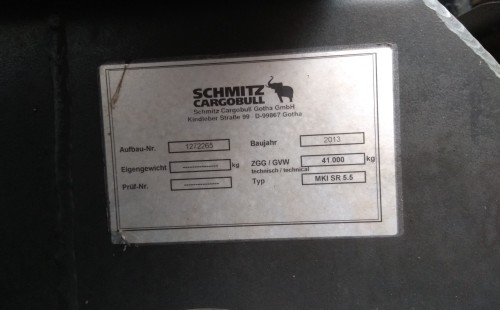 SCHMITZ
CARGOBULL
Schmitz Cargobull Gotha GmbH
Kindleber Straße 99 D-99867 Gotha
Aufbau-Nr. 1272265 Baujahr 2013
Eigengewicht kg ZGG / GVW 41.000 kg
technisch / technical
Prüf-Nr. Typ MKI SR 5.5